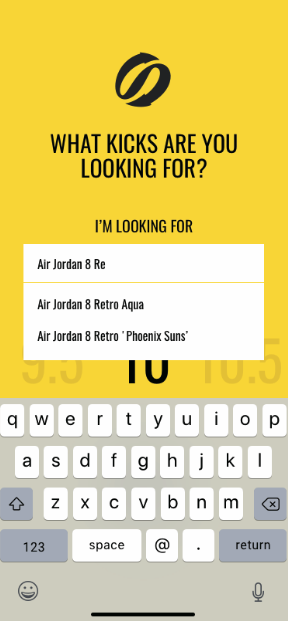 WHAT KICKS ARE YOU
LOOKING FOR?
I'M LOOKING FOR
Air Jordan 8 Re
Air Jordan 8 Retro Aqua
Air Jordan 8 Retro 'Phoenix Suns'
9.5 10 10.5
q w e r t y u i o p
a s d f g h j k l
z x c v b n m
123 space @ . return